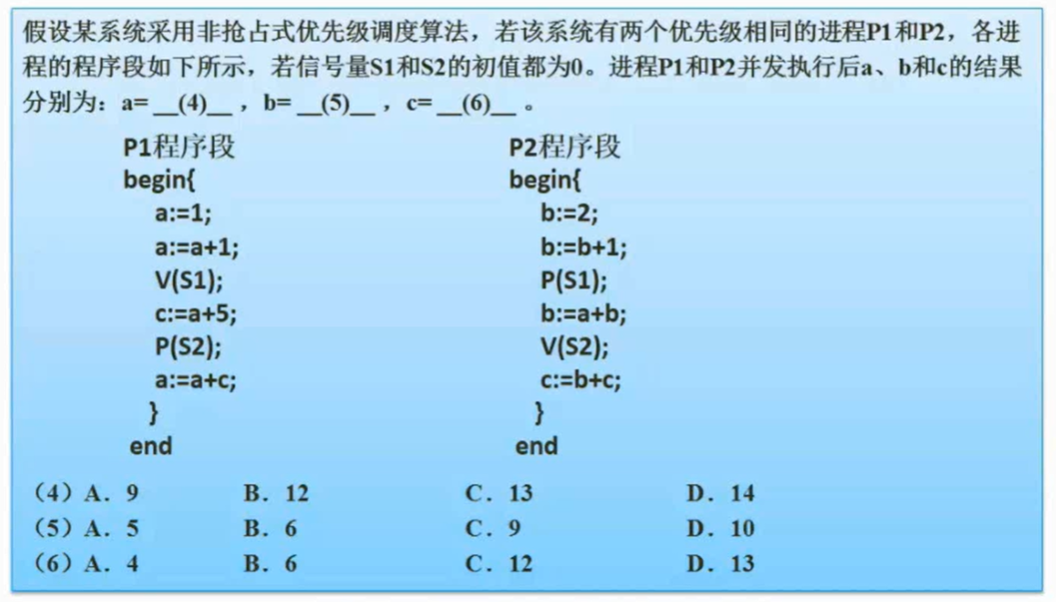 假设某系统采用非抢占式优先级调度算法，若该系统有两个优先级相同的进程P1和P2，各进
程的程序段如下所示，若信号量S1和S2的初值都为0。进程P1和P2并发执行后a、b和c的结果
分别为：a= __(4)__ ，b= __(5)__ ，c= __(6)__ 。
P1程序段 P2程序段
begin{ begin{
a:=1; b:=2;
a:=a+1; b:=b+1;
V(S1); P(S1);
c:=a+5; b:=a+b;
P(S2); V(S2);
a:=a+c; c:=b+c;
} }
end end
（4）A．9 B．12 C．13 D．14
（5）A．5 B．6 C．9 D．10
（6）A．4 B．6 C．12 D．13